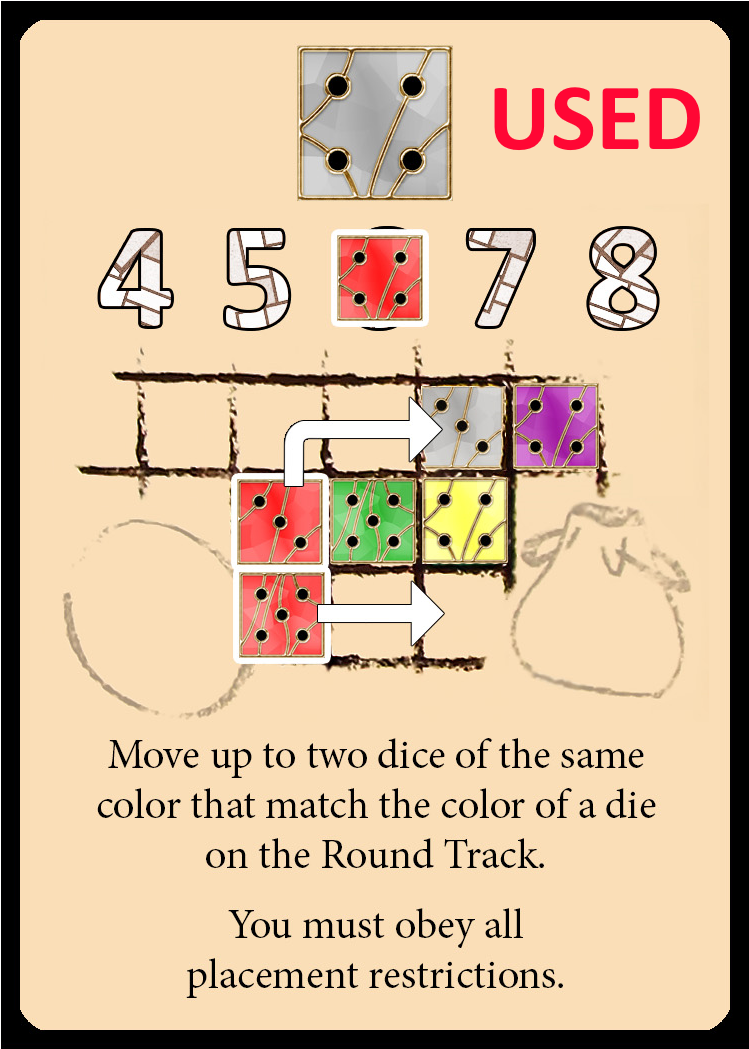 USED
4 5 7 8
Move up to two dice of the same
color that match the color of a die
on the Round Track.
You must obey all
placement restrictions.